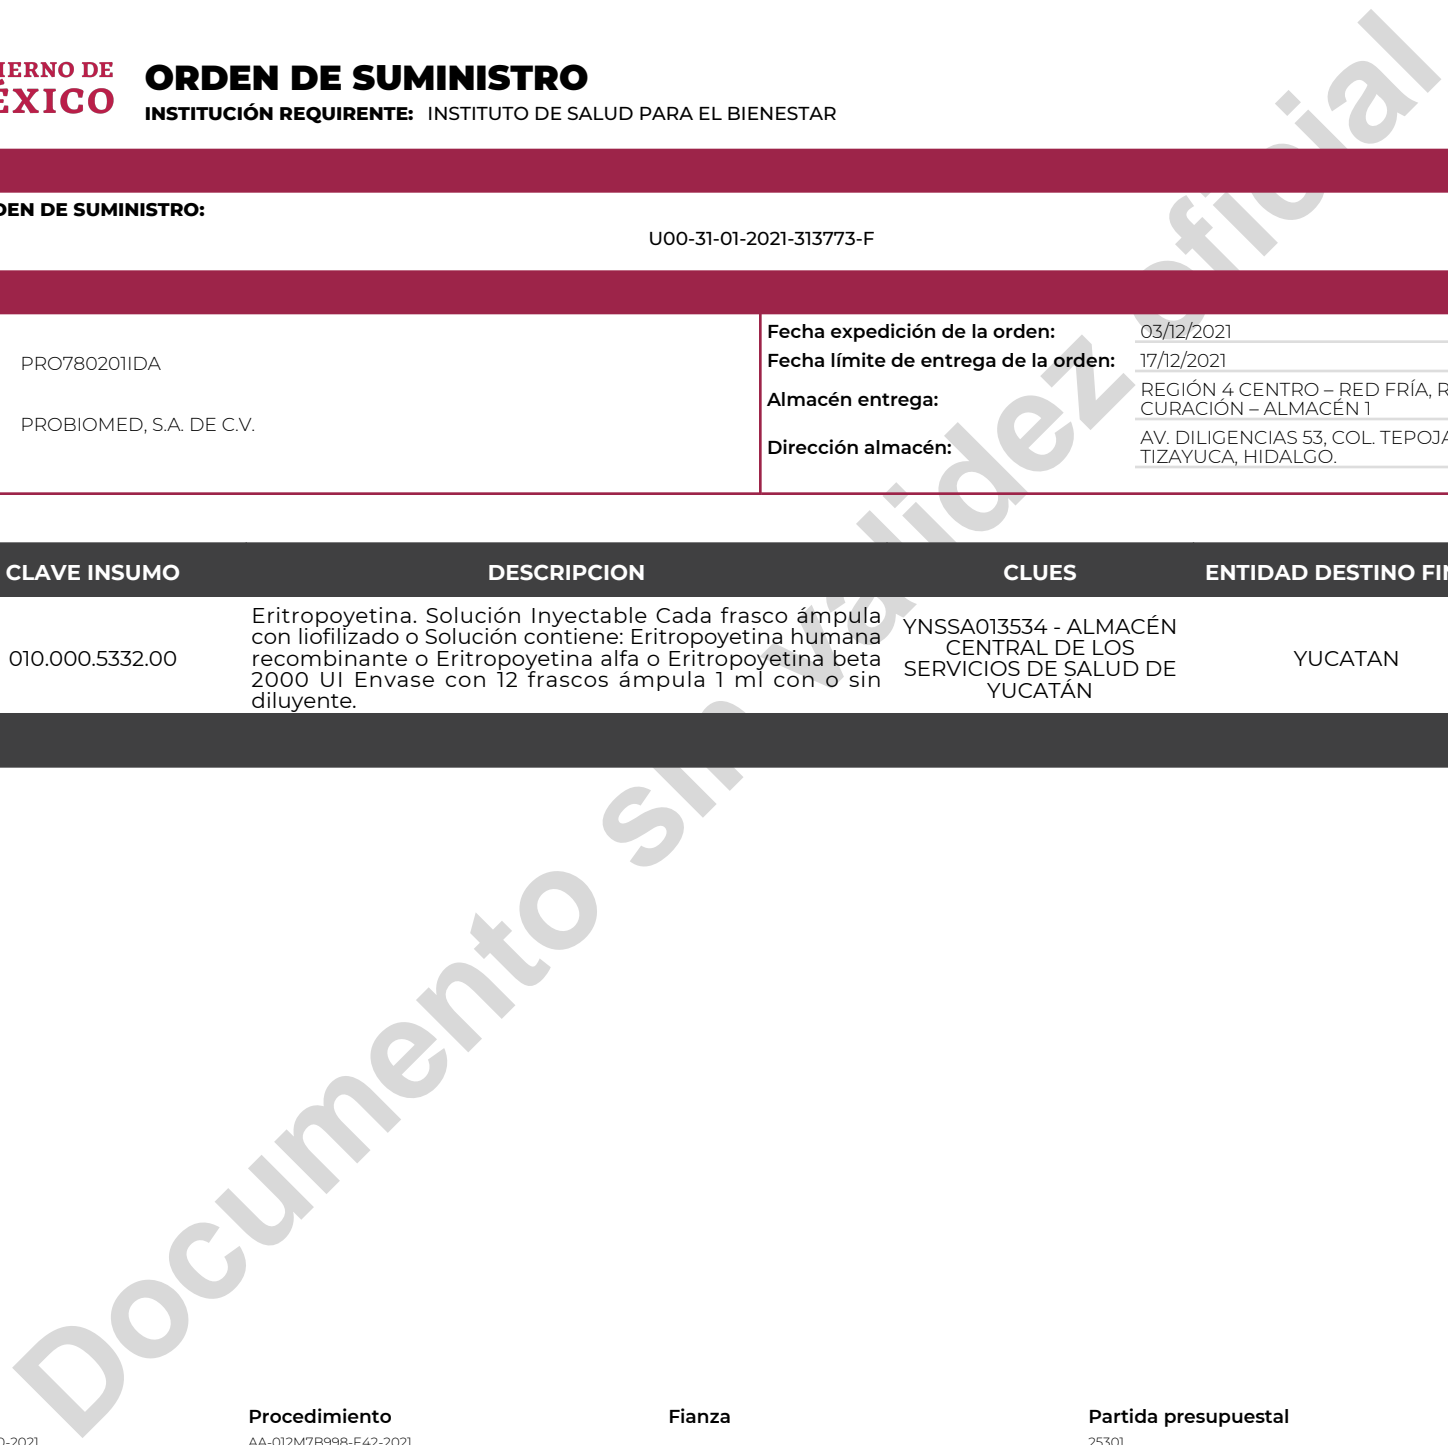 ORDEN DE SUMINISTRO
INSTITUCIÓN REQUIRENTE: INSTITUTO DE SALUD PARA EL BIENESTAR
DE
MÉXICO
DE SUMINISTRO:
U00-31-01-2021-313773-F
PRO780201IDA
PROBIOMED, S.A. DE C.V.
Fecha expedición de la orden: 03/12/2021
Fecha límite de entrega de la orden: 17/12/2021
Almacén entrega: REGIÓN 4 CENTRO – RED FRÍA,
CURACIÓN – ALMACÉN 1
Dirección almacén: AV. DILIGENCIAS 53, COL.
TIZAYUCA, HIDALGO.
CLAVE INSUMO DESCRIPCION CLUES ENTIDAD DESTINO
010.000.5332.00
Eritropoyetina. Solución Inyectable Cada frasco ámpula
con liofilizado o Solución contiene: Eritropoyetina humana
recombinante o Eritropoyetina alfa o Eritropoyetina beta
2000 UI Envase con 12 frascos ámpula 1 ml con o sin
diluyente.
YNSSA013534 - ALMACÉN
CENTRAL DE LOS
SERVICIOS DE SALUD DE
YUCATÁN
YUCATAN
Documento sin validez oficial
Procedimiento Fianza Partida presupuestal
AA-012M7B998-E42-2021 25301